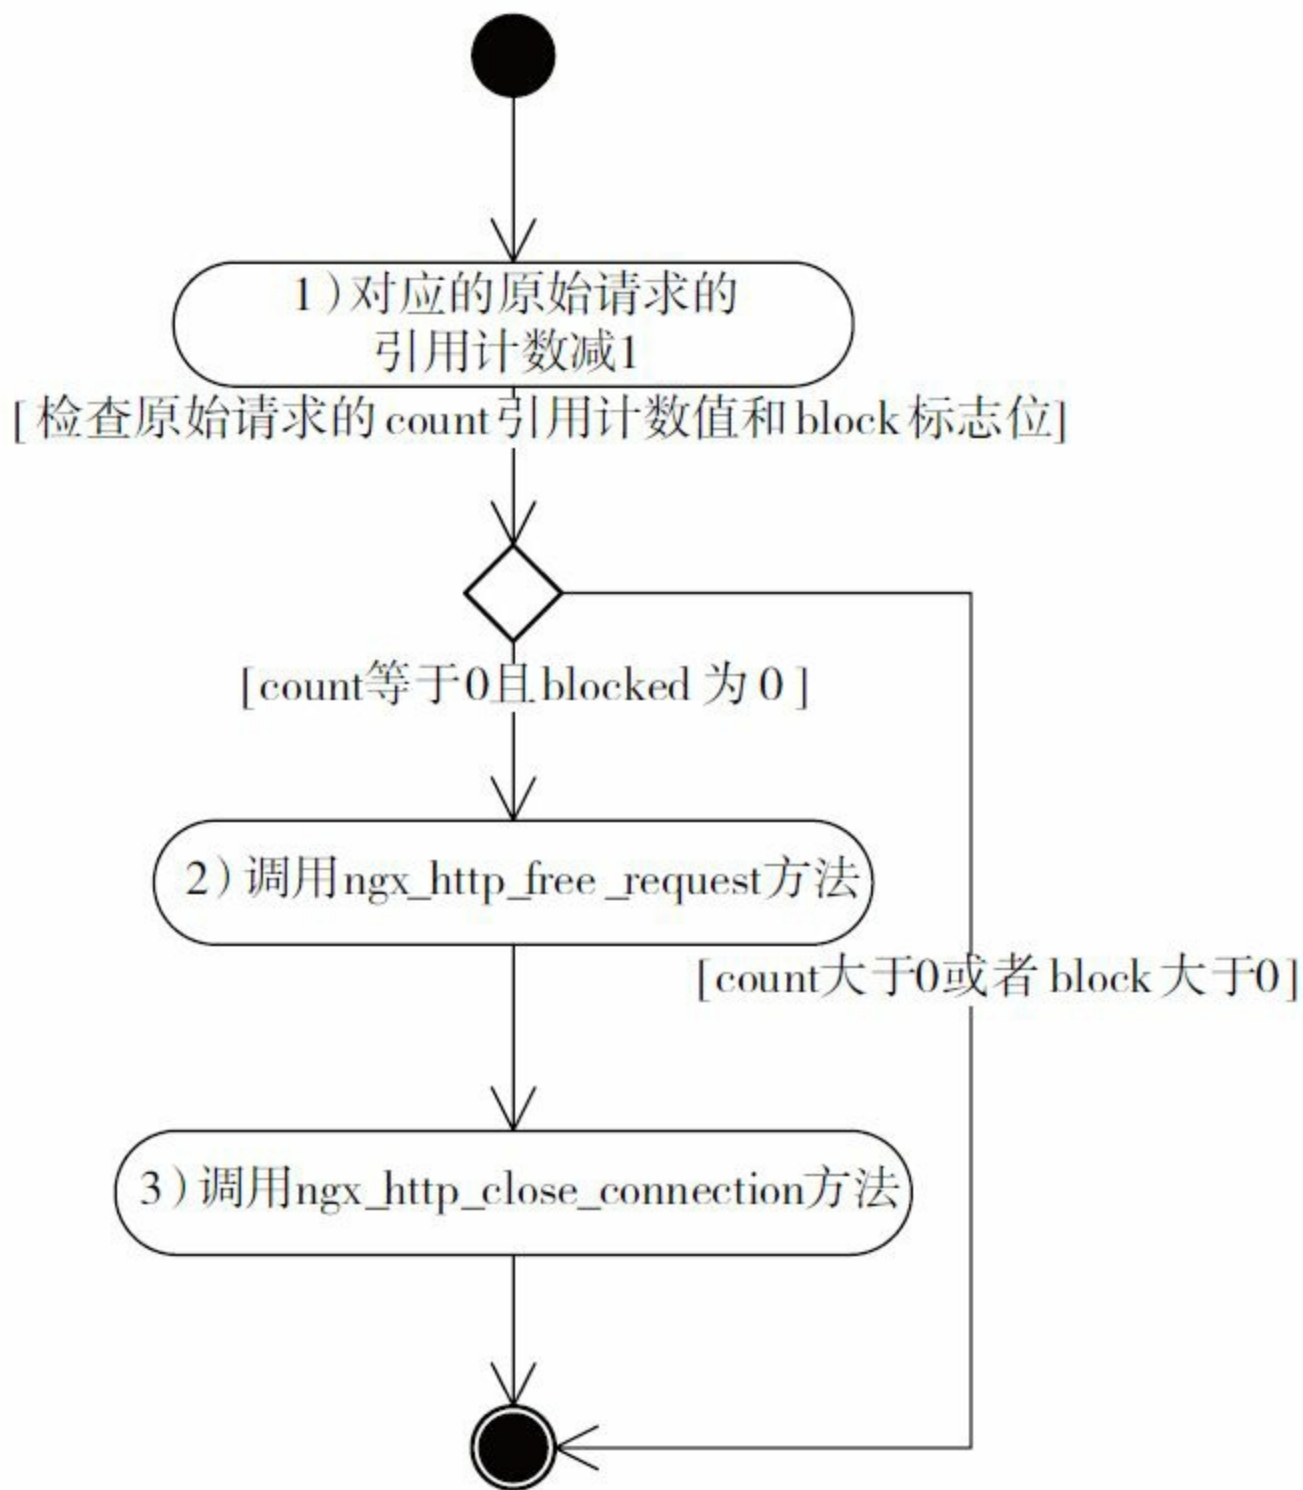 1)对应的原始请求的
引用计数减1
[检查原始请求的count引用计数值和block标志位]
[count等于0且blocked为0]
2)调用ngx_http_free_request方法
[count大于0或者block大于0]
3)调用ngx_http_close_connection方法